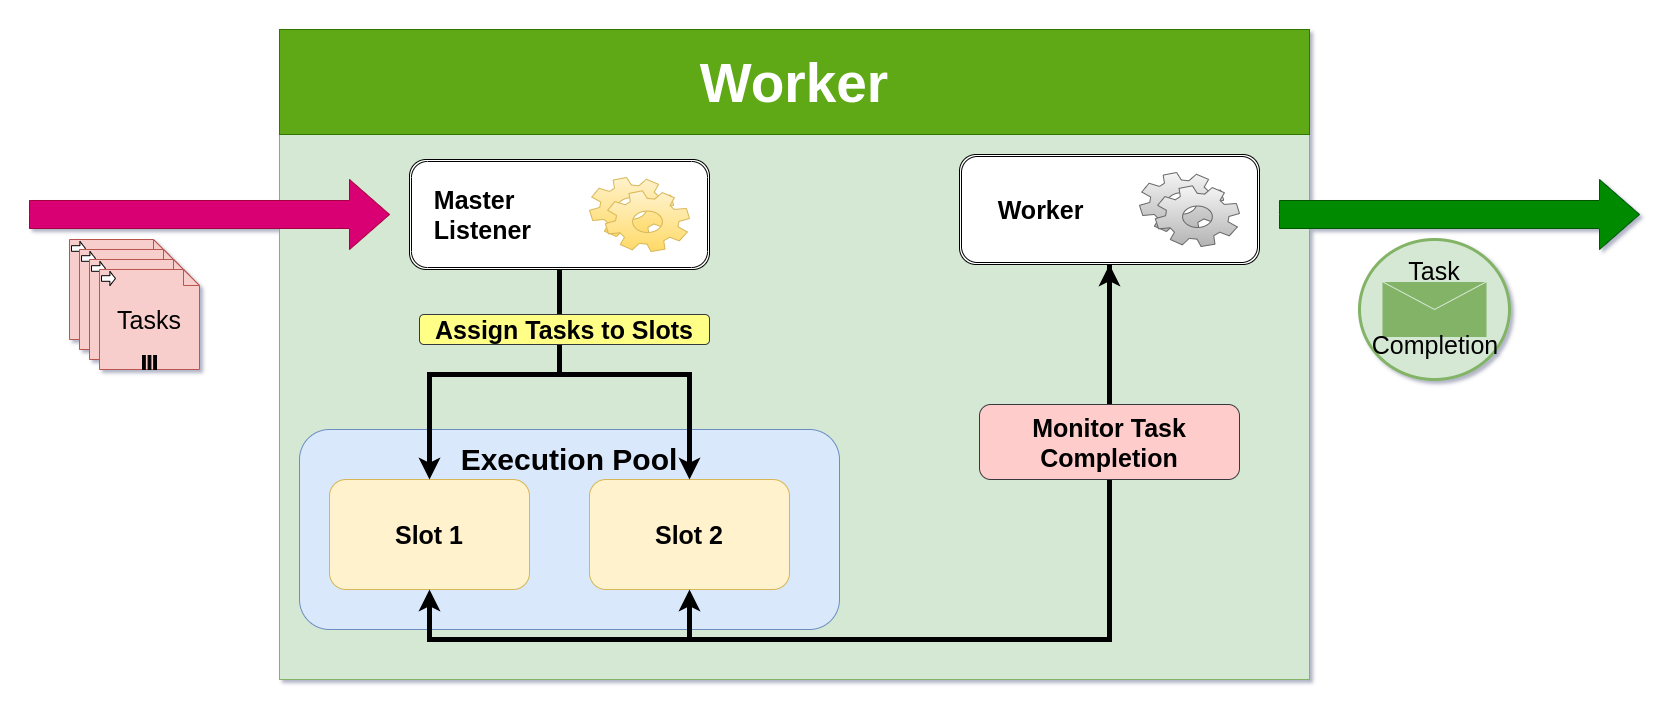 Worker
Master
Listener
Worker
Assign Tasks to Slots
Tasks
Task
Completion
Monitor Task
Completion
Execution Pool
Slot 1
Slot 2